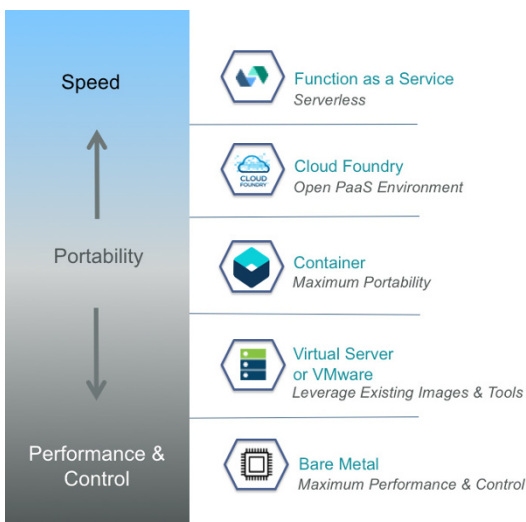 Speed
Portability
Performance &
Control
Function as a Service
Serverless
CLOUD
FOUNDRY
Cloud Foundry
Open PaaS Environment
Container
Maximum Portability
Virtual Server
or VMware
Leverage Existing Images & Tools
Bare Metal
Maximum Performance & Control